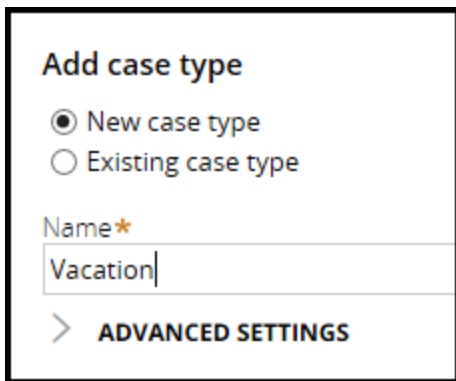 Add case type
New case type
Existing case type
Name*
Vacation
ADVANCED SETTINGS